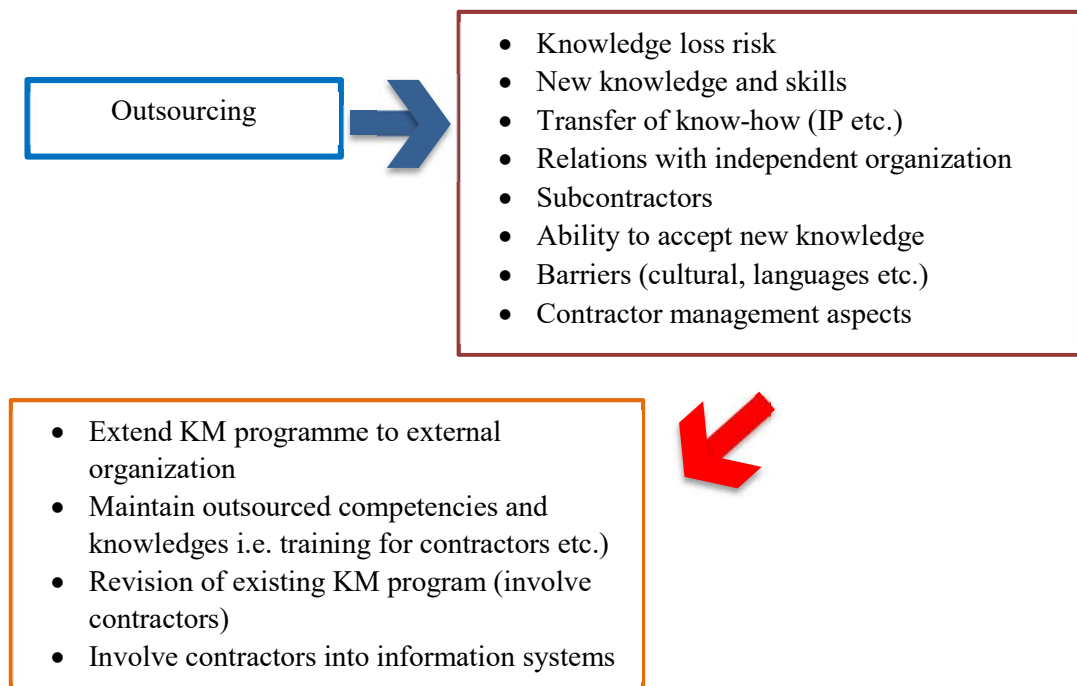 Outsourcing
• Knowledge loss risk
• New knowledge and skills
• Transfer of know-how (IP etc.)
• Relations with independent organization
• Subcontractors
• Ability to accept new knowledge
• Barriers (cultural, languages etc.)
• Contractor management aspects
• Extend KM programme to external
organization
• Maintain outsourced competencies and
knowledges i.e. training for contractors etc.)
• Revision of existing KM program (involve
contractors)
• Involve contractors into information systems